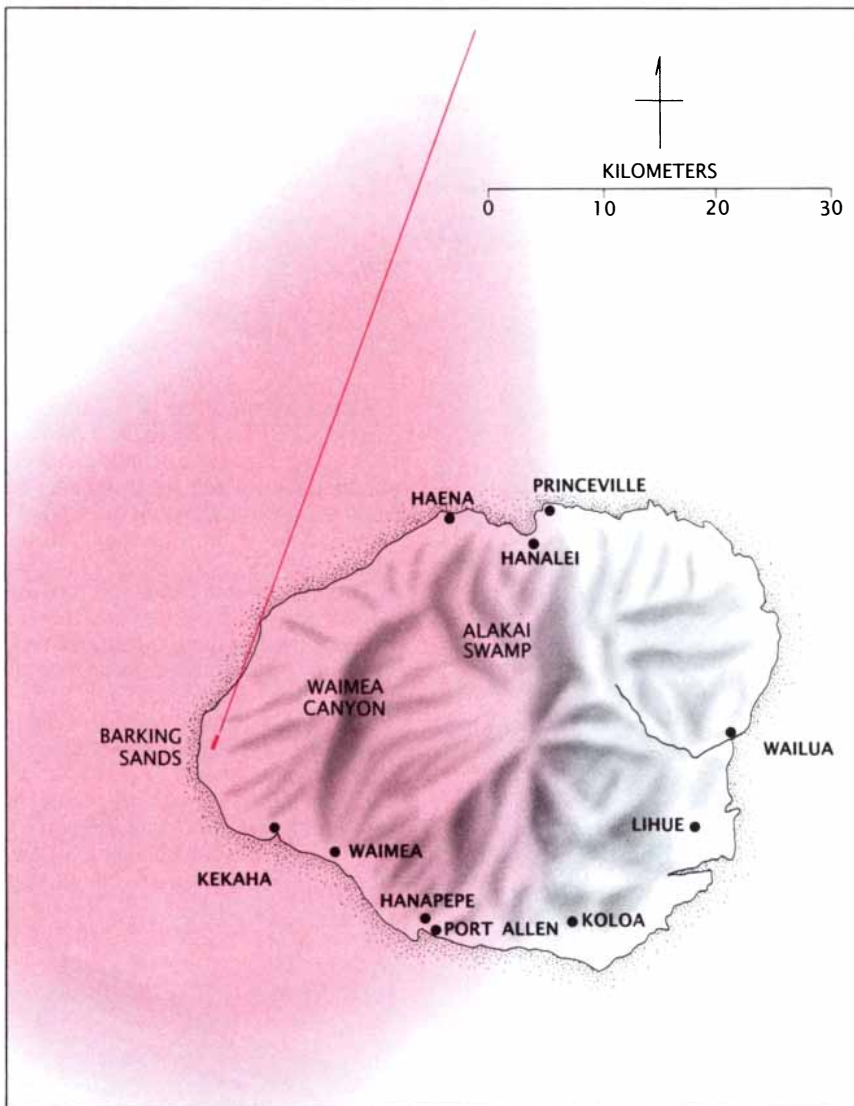 KILOMETERS
0 10 20 30
PRINCEVILLE
HAENA
HANALEI
ALAKAI
SWAMP
WAIMEA
CANYON
BARKING
SANDS
WAILUA
LIHUE
WAIMEA
KEKAHA
HANAPEPE
PORT ALLEN
KOLOA